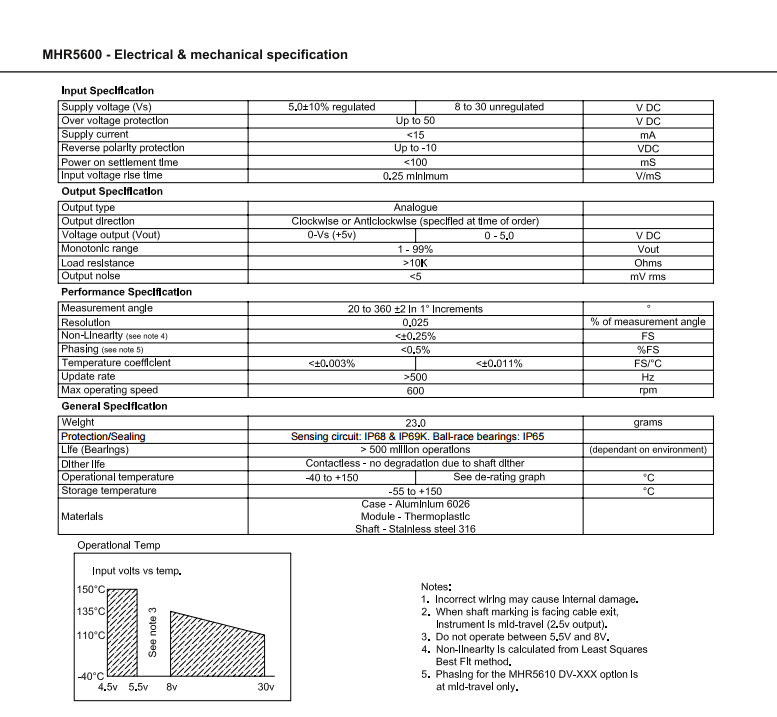 MHR5600 - Electrical & mechanical specification
Input Specification
Supply voltage (Vs) 5.0±10% regulated 8 to 30 unregulated V DC
Over voltage protection Up to 50 V DC
Supply current <15 mA
Reverse polarity protection Up to -10 VDC
Power on settlement time <100 mS
Input voltage rise time 0.25 minimum V/mS
Output Specification
Output type Analogue
Output direction Clockwise or Anticlockwise (specified at time of order)
Voltage output (Vout) 0-Vs (+5v) 0 - 5.0 V DC
Monotonic range 1 - 99% Vout
Load resistance >10K Ohms
Output noise <5 mV rms
Performance Specification
Measurement angle 20 to 360 ±2 in 1° increments °
Resolution 0.025 % of measurement angle
Non-Linearity (see note 4) <±0.25% FS
Phasing (see note 5) <0.5% %FS
Temperature coefficient <±0.003% <±0.011% FS/°C
Update rate >500 Hz
Max operating speed 600 rpm
General Specification
Weight 23.0 grams
Protection/Sealing Sensing circuit: IP68 & IP69K. Ball-race bearings: IP65
Life (Bearings) > 500 million operations (dependant on environment)
Dither life Contactless - no degradation due to shaft dither
Operational temperature -40 to +150 See de-rating graph °C
Storage temperature -55 to +150 °C
Case - Aluminium 6026
Materials Module - Thermoplastic
Shaft - Stainless steel 316
Operational Temp
Input volts vs temp.
150°C
135°C
110°C
-40°C
See note 3
4.5v 5.5v 8v 30v
Notes:
1. Incorrect wiring may cause internal damage.
2. When shaft marking is facing cable exit,
Instrument is mid-travel (2.5v output).
3. Do not operate between 5.5V and 8V.
4. Non-linearity is calculated from Least Squares
Best Fit method.
5. Phasing for the MHR5610 DV-XXX option is
at mid-travel only.